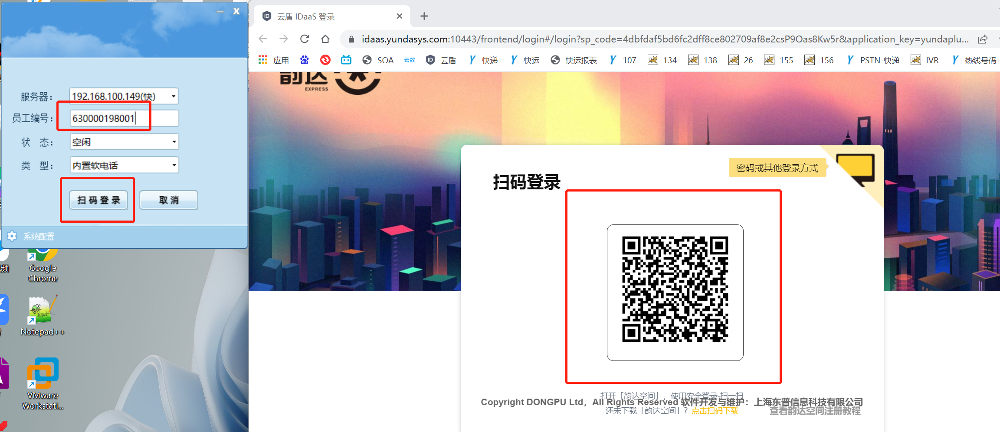 服务器：
192.168.100.149(快)
员工编号：
630000198001
状 态：
空闲
类 型：
内置软电话
扫码登录
取消
系统配置
频
Google
Chrome
Notepad++
VMware
Workstati...
云盾 IDaaS 登录
idaas.yundasys.com:10443/frontend/login#/login?sp_code=4dbfdaf5bd6fc2dff8ce802709af8e2csP9Oas8Kw5r&application_key=yundaplu...
应用 SOA 云效 云盾 快递 快运 快运报表 107 134 138 26 155 156 PSTN-快递 IVR 热线号码-
韵达
EXPRESS
密码或其他登录方式
扫码登录
打开「韵达空间」，使用安全登录-扫一扫
Copyright DONGPU Ltd，All Rights Reserved 软件开发与维护：上海东普信息科技有限公司
还未下载「韵达空间」？点击扫码下载
查看韵达空间注册教程